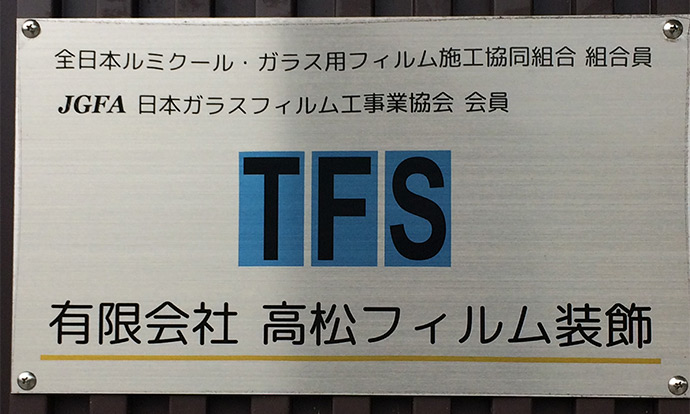 全日本ルミクール・ガラス用フィルム施工協同組合 組合員
JGFA 日本ガラスフィルム工事業協会 会員
TFS
有限会社 高松フィルム装飾